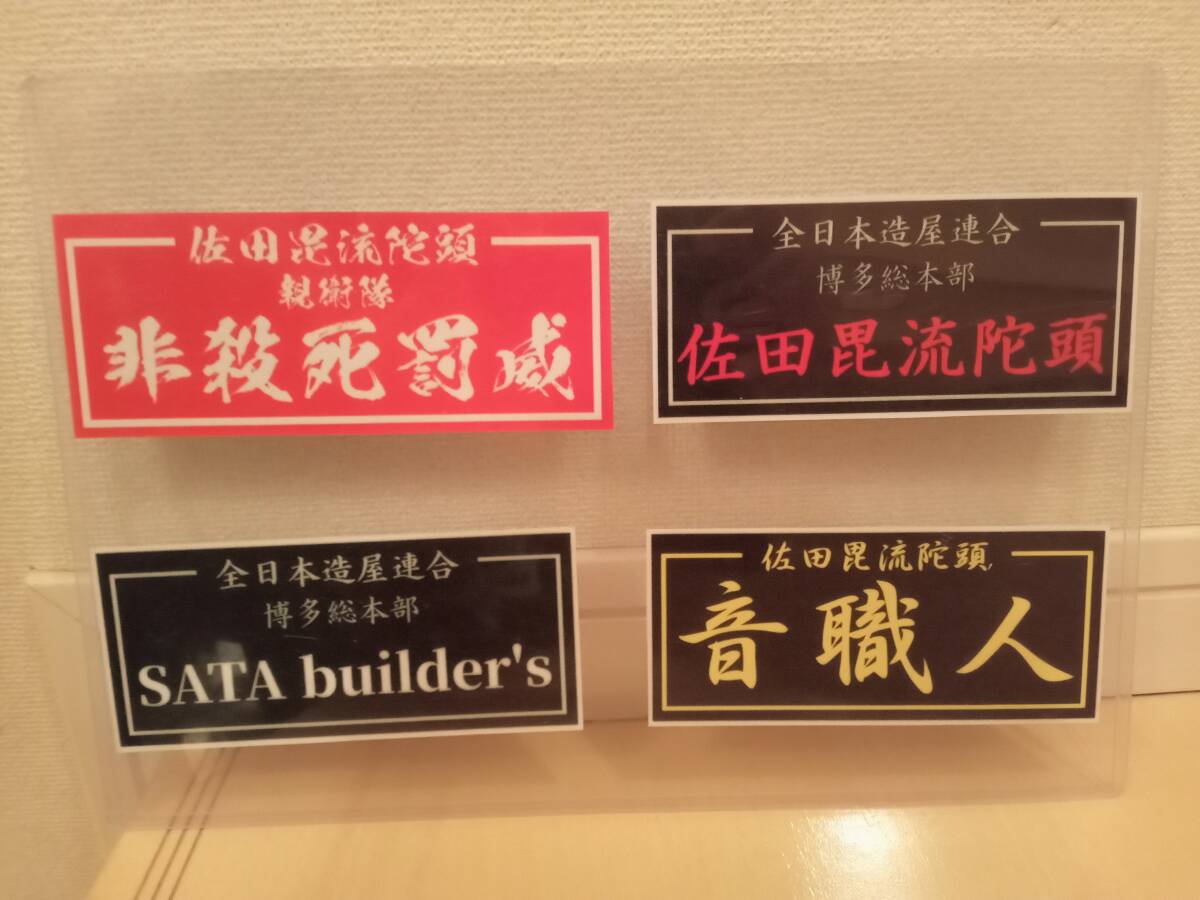 佐田毘流陀頭
親衛隊
非殺死罰威
全日本造屋連合
博多総本部
佐田毘流陀頭
全日本造屋連合
博多総本部
SATA builder's
佐田毘流陀頭
音職人